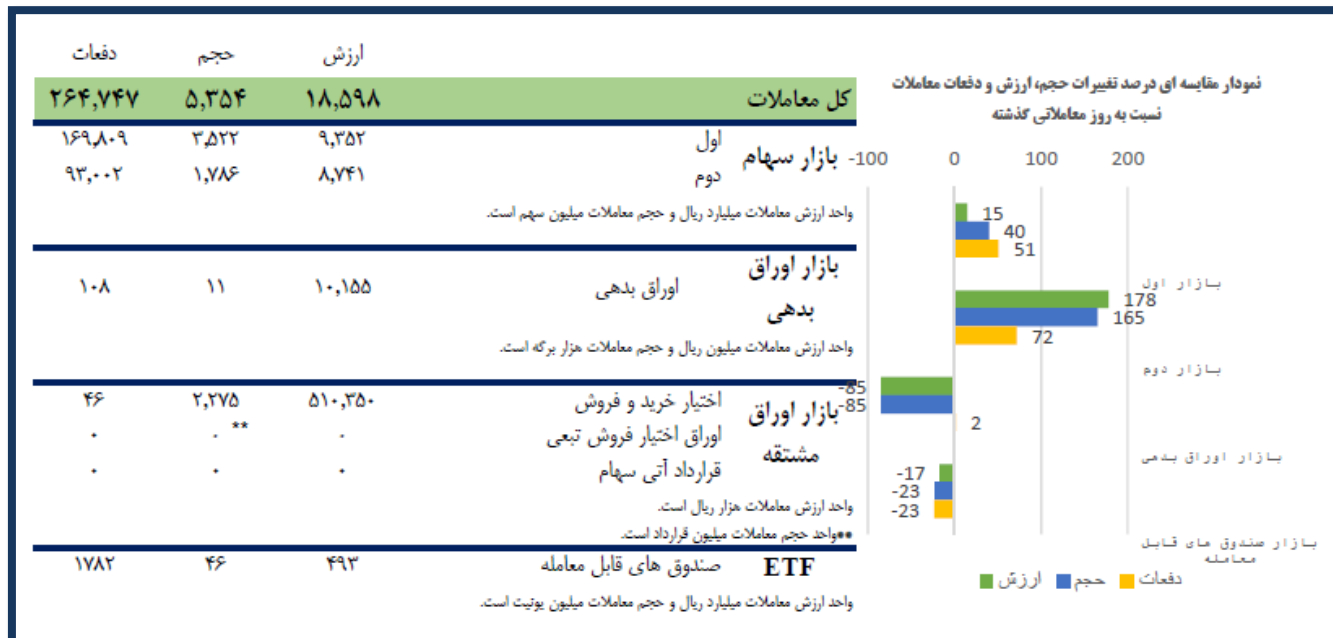 ارزش حجم دفعات
کل معاملات ۱۸,۵۹۸ ۵,۳۵۴ ۲۶۴,۷۴۷
بازار سهام
اول ۹,۳۵۲ ۳,۵۲۲ ۱۶۹,۸۰۹
دوم ۸,۷۴۱ ۱,۷۸۶ ۹۳,۰۰۲
واحد ارزش معاملات میلیارد ریال و حجم معاملات میلیون سهم است.
بازار اوراق
بدهی
اوراق بدهی ۱۰,۱۵۵ ۱۱ ۱۰۸
واحد ارزش معاملات میلیون ریال و حجم معاملات هزار برگه است.
بازار اوراق
مشتقه
اختیار خرید و فروش ۵۱۰,۳۵۰ ۲,۲۷۵ ۴۶
اوراق اختیار فروش تبعی ۰ ۰** ۰
قرارداد آتی سهام ۰ ۰ ۰
واحد ارزش معاملات هزار ریال است.
**واحد حجم معاملات میلیون قرارداد است.
ETF صندوق های قابل معامله ۴۹۳ ۴۶ ۱۷۸۲
واحد ارزش معاملات میلیارد ریال و حجم معاملات میلیون یونیت است.
نمودار مقایسه ای درصد تغییرات حجم، ارزش و دفعات معاملات
نسبت به روز معاملاتی گذشته
-100 0 100 200
15
40
51
بازار اول
178
165
72
بازار دوم
-85
-85
2
بازار اوراق بدهی
-17
-23
-23
بازار صندوق های قابل
معامله
ارزش حجم دفعات